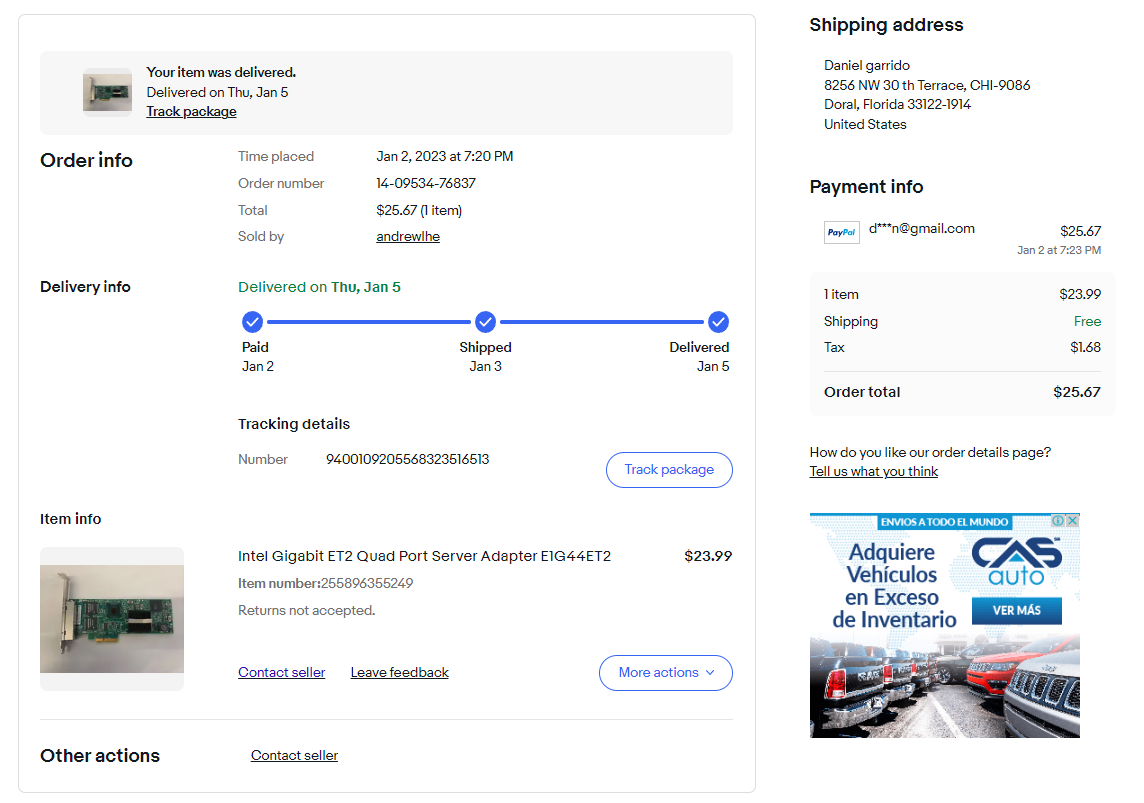 Your item was delivered.
Delivered on Thu, Jan 5
Track package
Order info
Time placed Jan 2, 2023 at 7:20 PM
Order number 14-09534-76837
Total $25.67 (1 item)
Sold by andrewlhe
Delivery info
Delivered on Thu, Jan 5
Paid Shipped Delivered
Jan 2 Jan 3 Jan 5
Tracking details
Number 9400109205568323516513
Track package
Item info
Intel Gigabit ET2 Quad Port Server Adapter E1G44ET2 $23.99
Item number:255896355249
Returns not accepted.
Contact seller Leave feedback More actions
Other actions Contact seller
Shipping address
Daniel garrido
8256 NW 30 th Terrace, CHI-9086
Doral, Florida 33122-1914
United States
Payment info
PayPal d***n@gmail.com $25.67
Jan 2 at 7:23 PM
1 item $23.99
Shipping Free
Tax $1.68
Order total $25.67
How do you like our order details page?
Tell us what you think
ENVIOS A TODO EL MUNDO
Adquiere
Vehículos
en Exceso
de Inventario
CAS
auto
VER MÁS